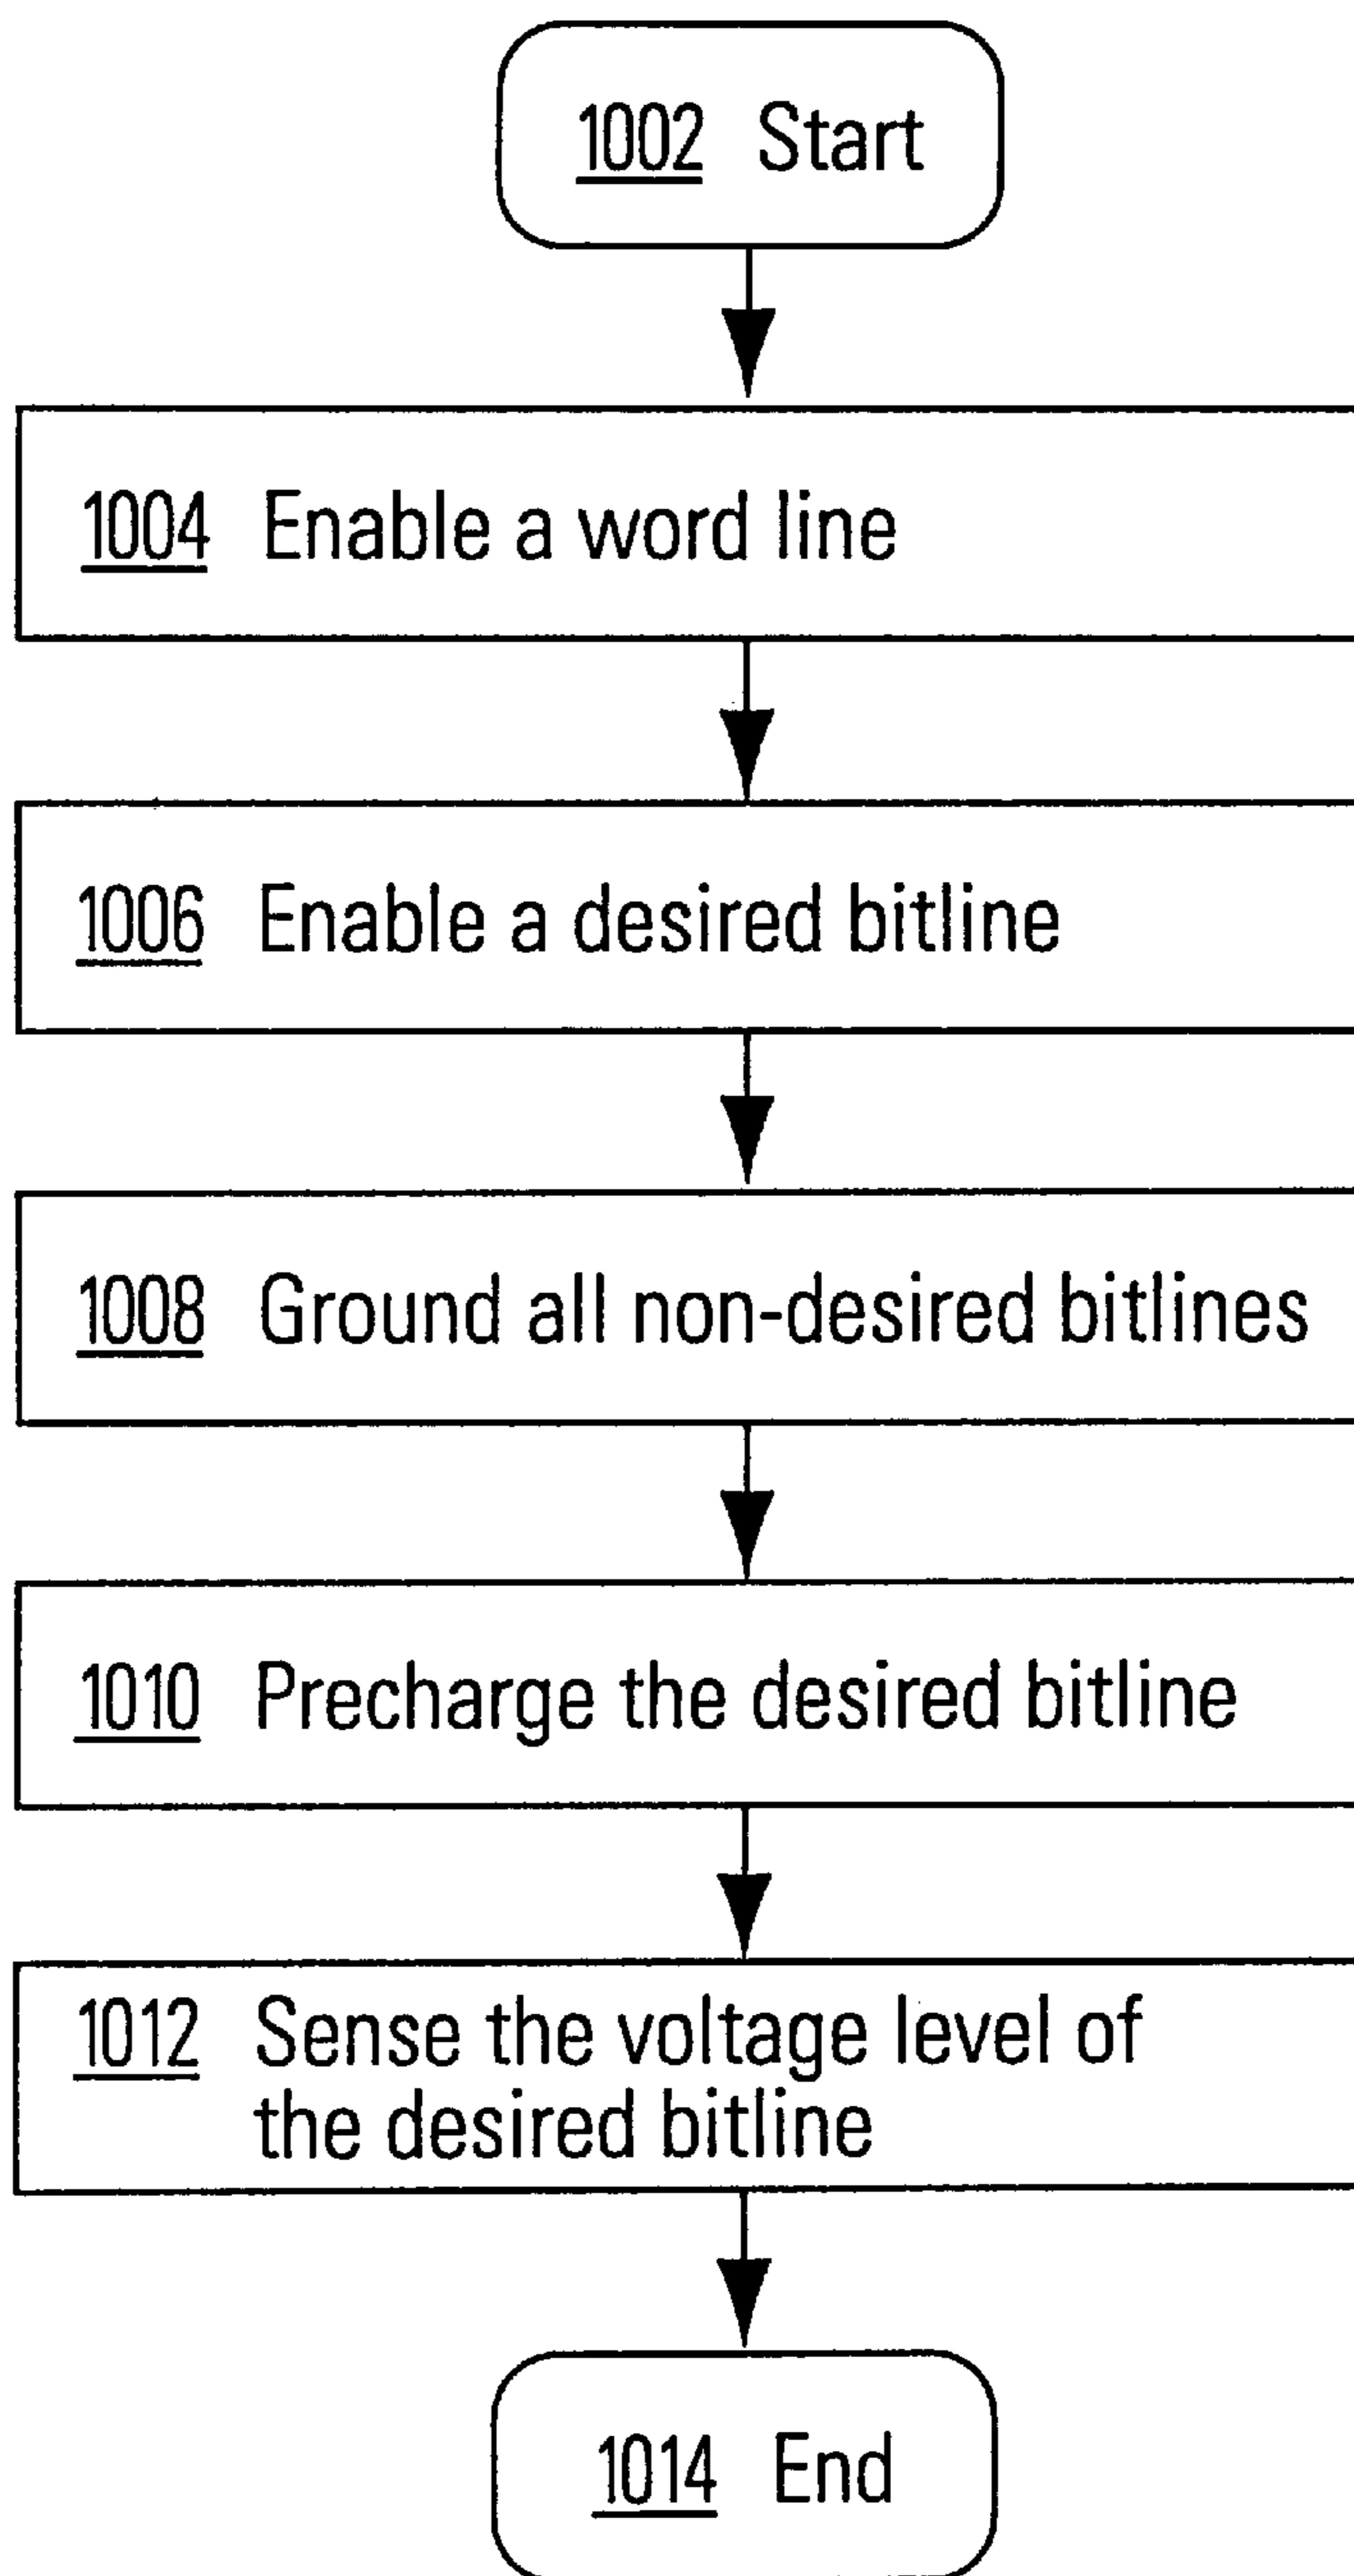 1002 Start
1004 Enable a word line
1006 Enable a desired bitline
1008 Ground all non-desired bitlines
1010 Precharge the desired bitline
1012 Sense the voltage level of
the desired bitline
1014 End